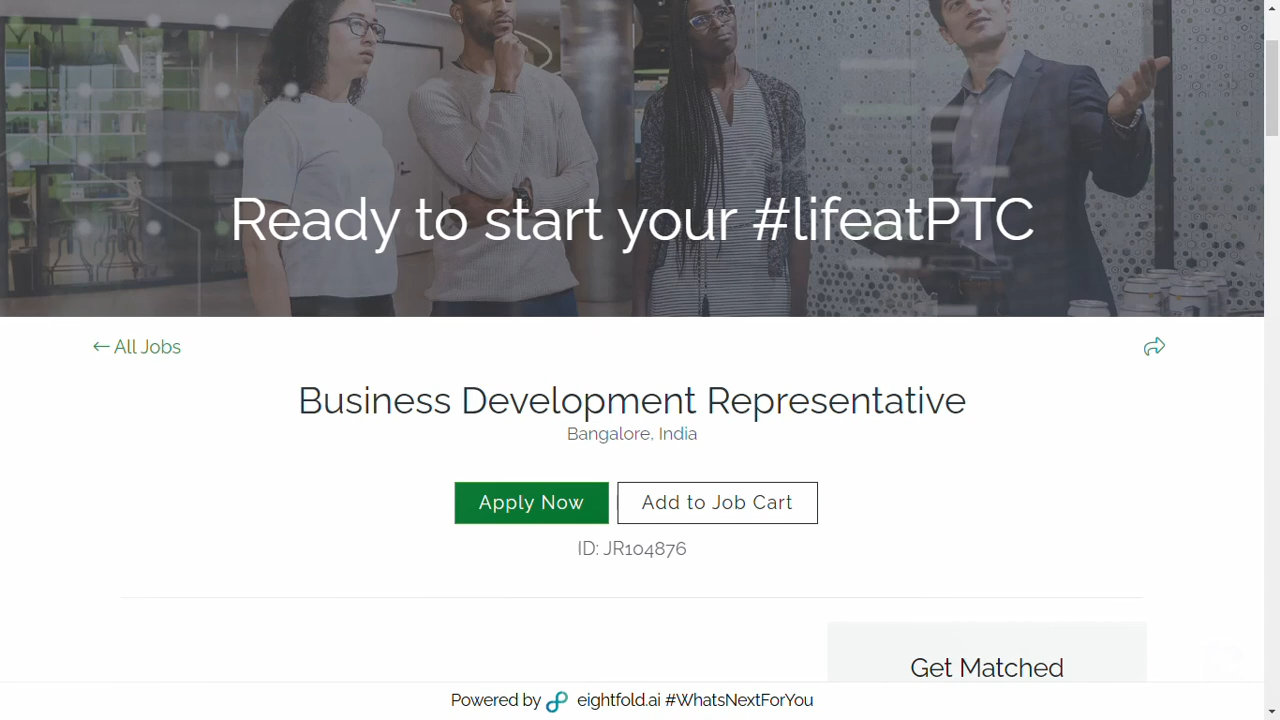 Ready to start your #lifeatPTC
← All Jobs
Business Development Representative
Bangalore, India
Apply Now
Add to Job Cart
ID: JR104876
Get Matched
Powered by eightfold.ai #WhatsNextForYou